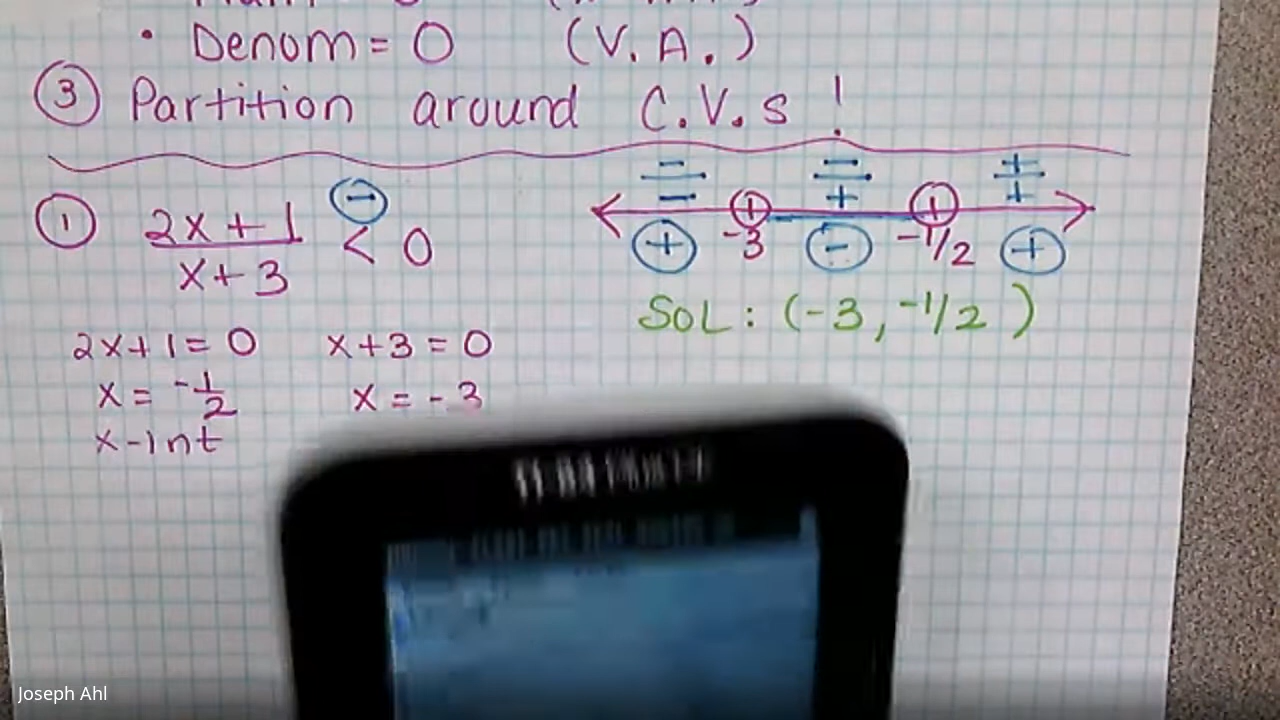 • Denom = 0 (V.A.)
③ Partition around C.V.s !
① 2x + 1 / x + 3 < 0
−
− − +
− + +
-3 -1/2
+ − +
SOL: (-3, -1/2)
2x+1 = 0 x+3 = 0
x = -1/2 x = -3
x-int
Joseph Ahl